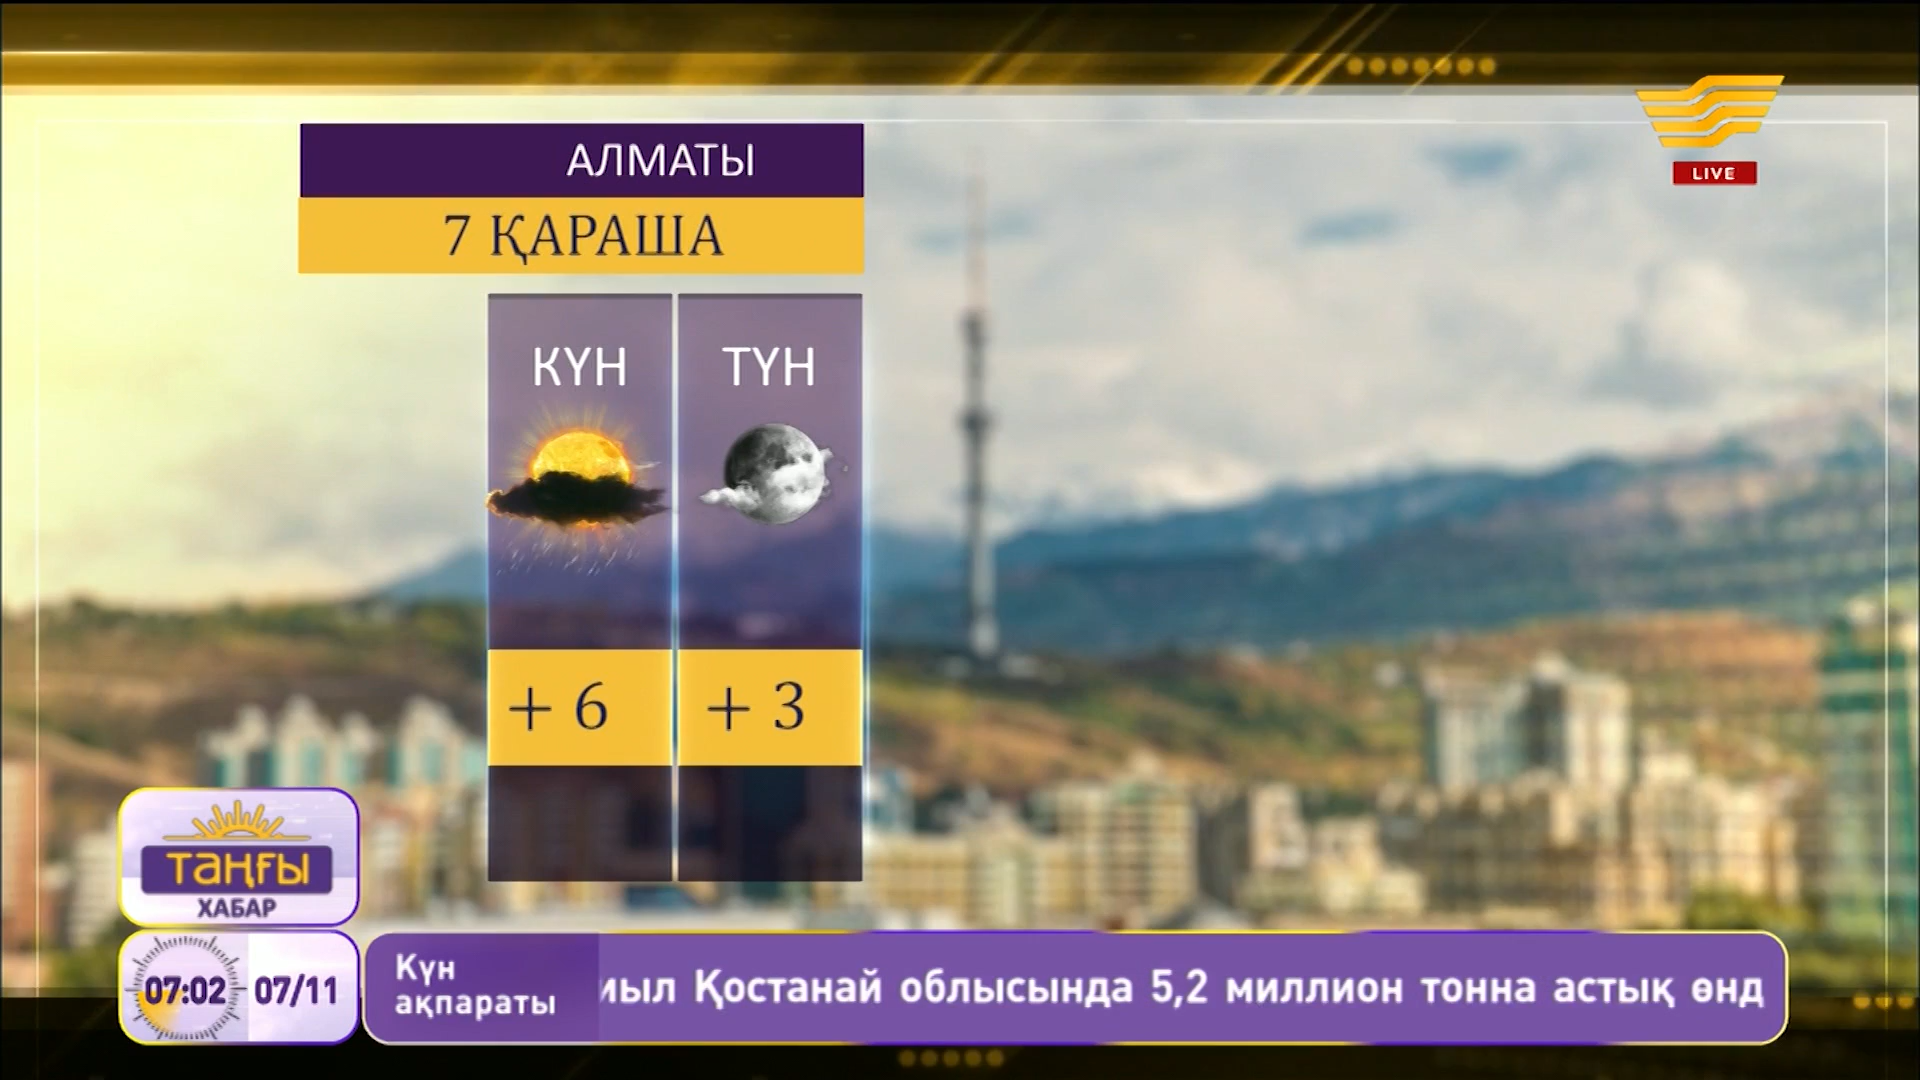 АЛМАТЫ
7 ҚАРАША
LIVE
КҮН
ТҮН
+ 6
+ 3
таңғы
ХАБАР
07:02
07/11
Күн
ақпараты
иыл Қостанай облысында 5,2 миллион тонна астық өнд